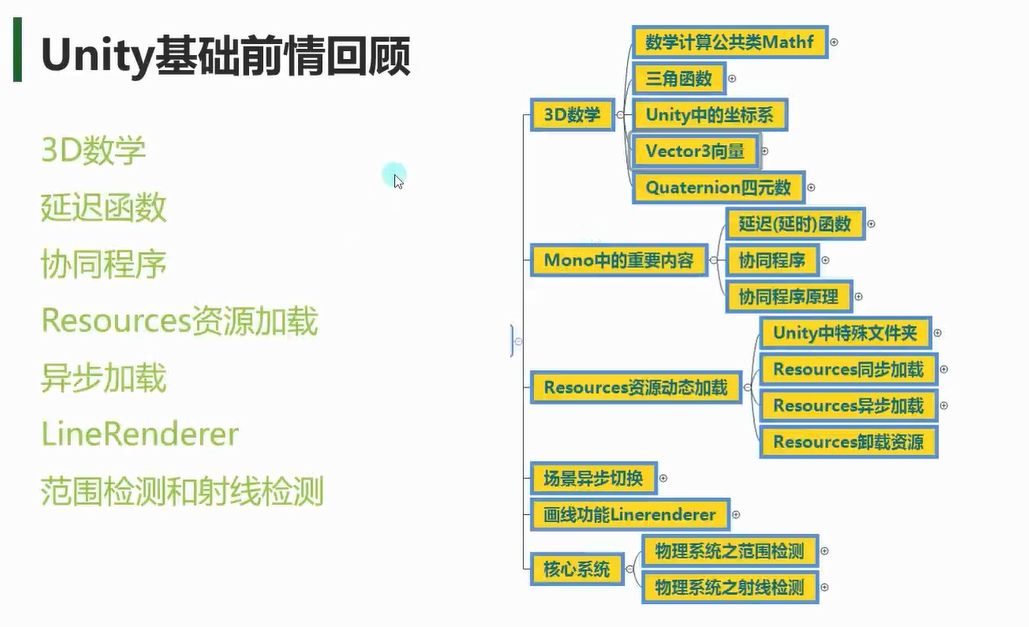 Unity基础前情回顾
3D数学
延迟函数
协同程序
Resources资源加载
异步加载
LineRenderer
范围检测和射线检测
3D数学
数学计算公共类Mathf
三角函数
Unity中的坐标系
Vector3向量
Quaternion四元数
Mono中的重要内容
延迟(延时)函数
协同程序
协同程序原理
Resources资源动态加载
Unity中特殊文件夹
Resources同步加载
Resources异步加载
Resources卸载资源
场景异步切换
画线功能Linerenderer
核心系统
物理系统之范围检测
物理系统之射线检测